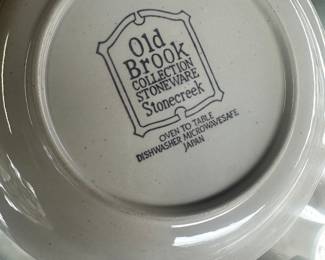 Old
Brook
COLLECTION
STONEWARE
Stonecreek
OVEN TO TABLE
DISHWASHER MICROWAVESAFE
JAPAN